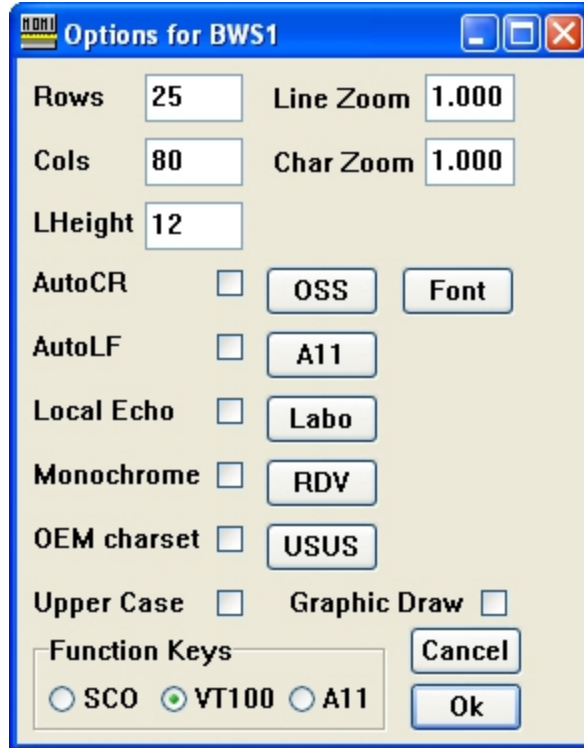 NOMI
Options for BWS1
Rows 25 Line Zoom 1.000
Cols 80 Char Zoom 1.000
LHeight 12
AutoCR OSS Font
AutoLF A11
Local Echo Labo
Monochrome RDV
OEM charset USUS
Upper Case Graphic Draw
Function Keys Cancel
SCO VT100 A11 Ok